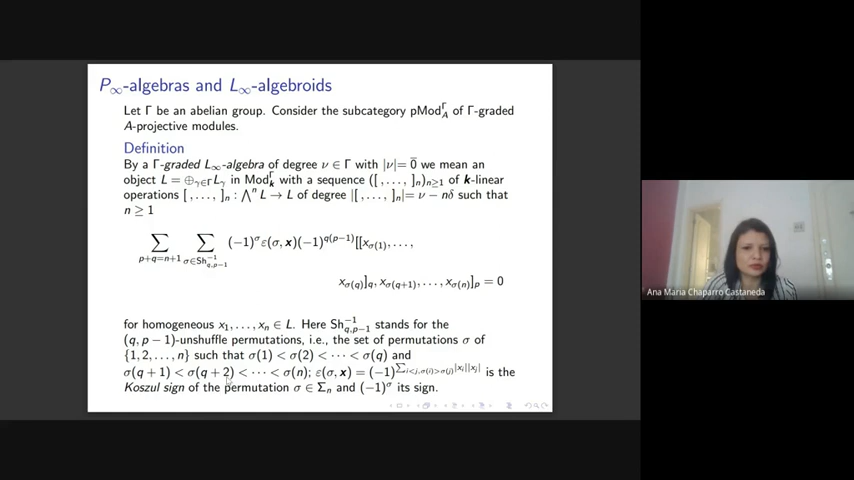 P∞-algebras and L∞-algebroids
Let Γ be an abelian group. Consider the subcategory pMod_A^Γ of Γ-graded
A-projective modules.
Definition
By a Γ-graded L∞-algebra of degree ν ∈ Γ with |ν|= 0̄ we mean an
object L = ⊕_{γ∈Γ}L_γ in Mod_k^Γ with a sequence ([ , . . . , ]_n)_{n≥1} of k-linear
operations [ , . . . , ]_n : ⋀^n L → L of degree |[ , . . . , ]_n|= ν − nδ such that
n ≥ 1
∑_{p+q=n+1} ∑_{σ∈Sh^{-1}_{q,p−1}} (−1)^σ ε(σ, x)(−1)^{q(p−1)}[[x_{σ(1)}, . . . ,
x_{σ(q)}]_q, x_{σ(q+1)}, . . . , x_{σ(n)}]_p = 0
for homogeneous x_1, . . . , x_n ∈ L. Here Sh^{-1}_{q,p−1} stands for the
(q, p − 1)-unshuffle permutations, i.e., the set of permutations σ of
{1, 2, . . . , n} such that σ(1) < σ(2) < · · · < σ(q) and
σ(q + 1) < σ(q + 2) < · · · < σ(n); ε(σ, x) = (−1)^{∑_{i<j,σ(i)>σ(j)}|x_i||x_j|} is the
Koszul sign of the permutation σ ∈ Σ_n and (−1)^σ its sign.
Ana Maria Chaparro Castaneda